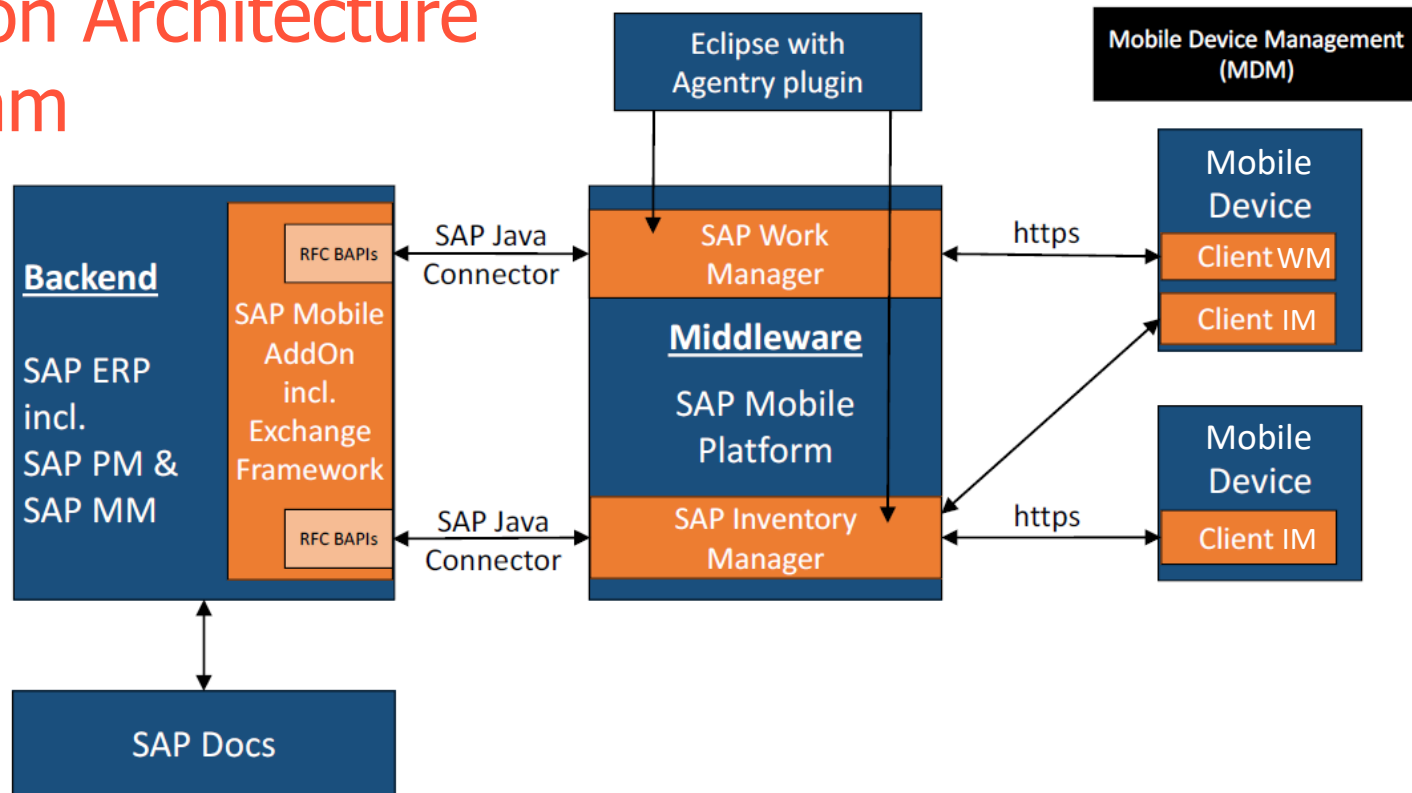 on Architecture
am
Eclipse with
Agentry plugin
Mobile Device Management
(MDM)
Backend
SAP ERP
incl.
SAP PM &
SAP MM
RFC BAPIs
SAP Mobile
AddOn
incl.
Exchange
Framework
RFC BAPIs
SAP Java
Connector
SAP Java
Connector
SAP Work
Manager
Middleware
SAP Mobile
Platform
SAP Inventory
Manager
https
https
Mobile
Device
Client WM
Client IM
Mobile
Device
Client IM
SAP Docs